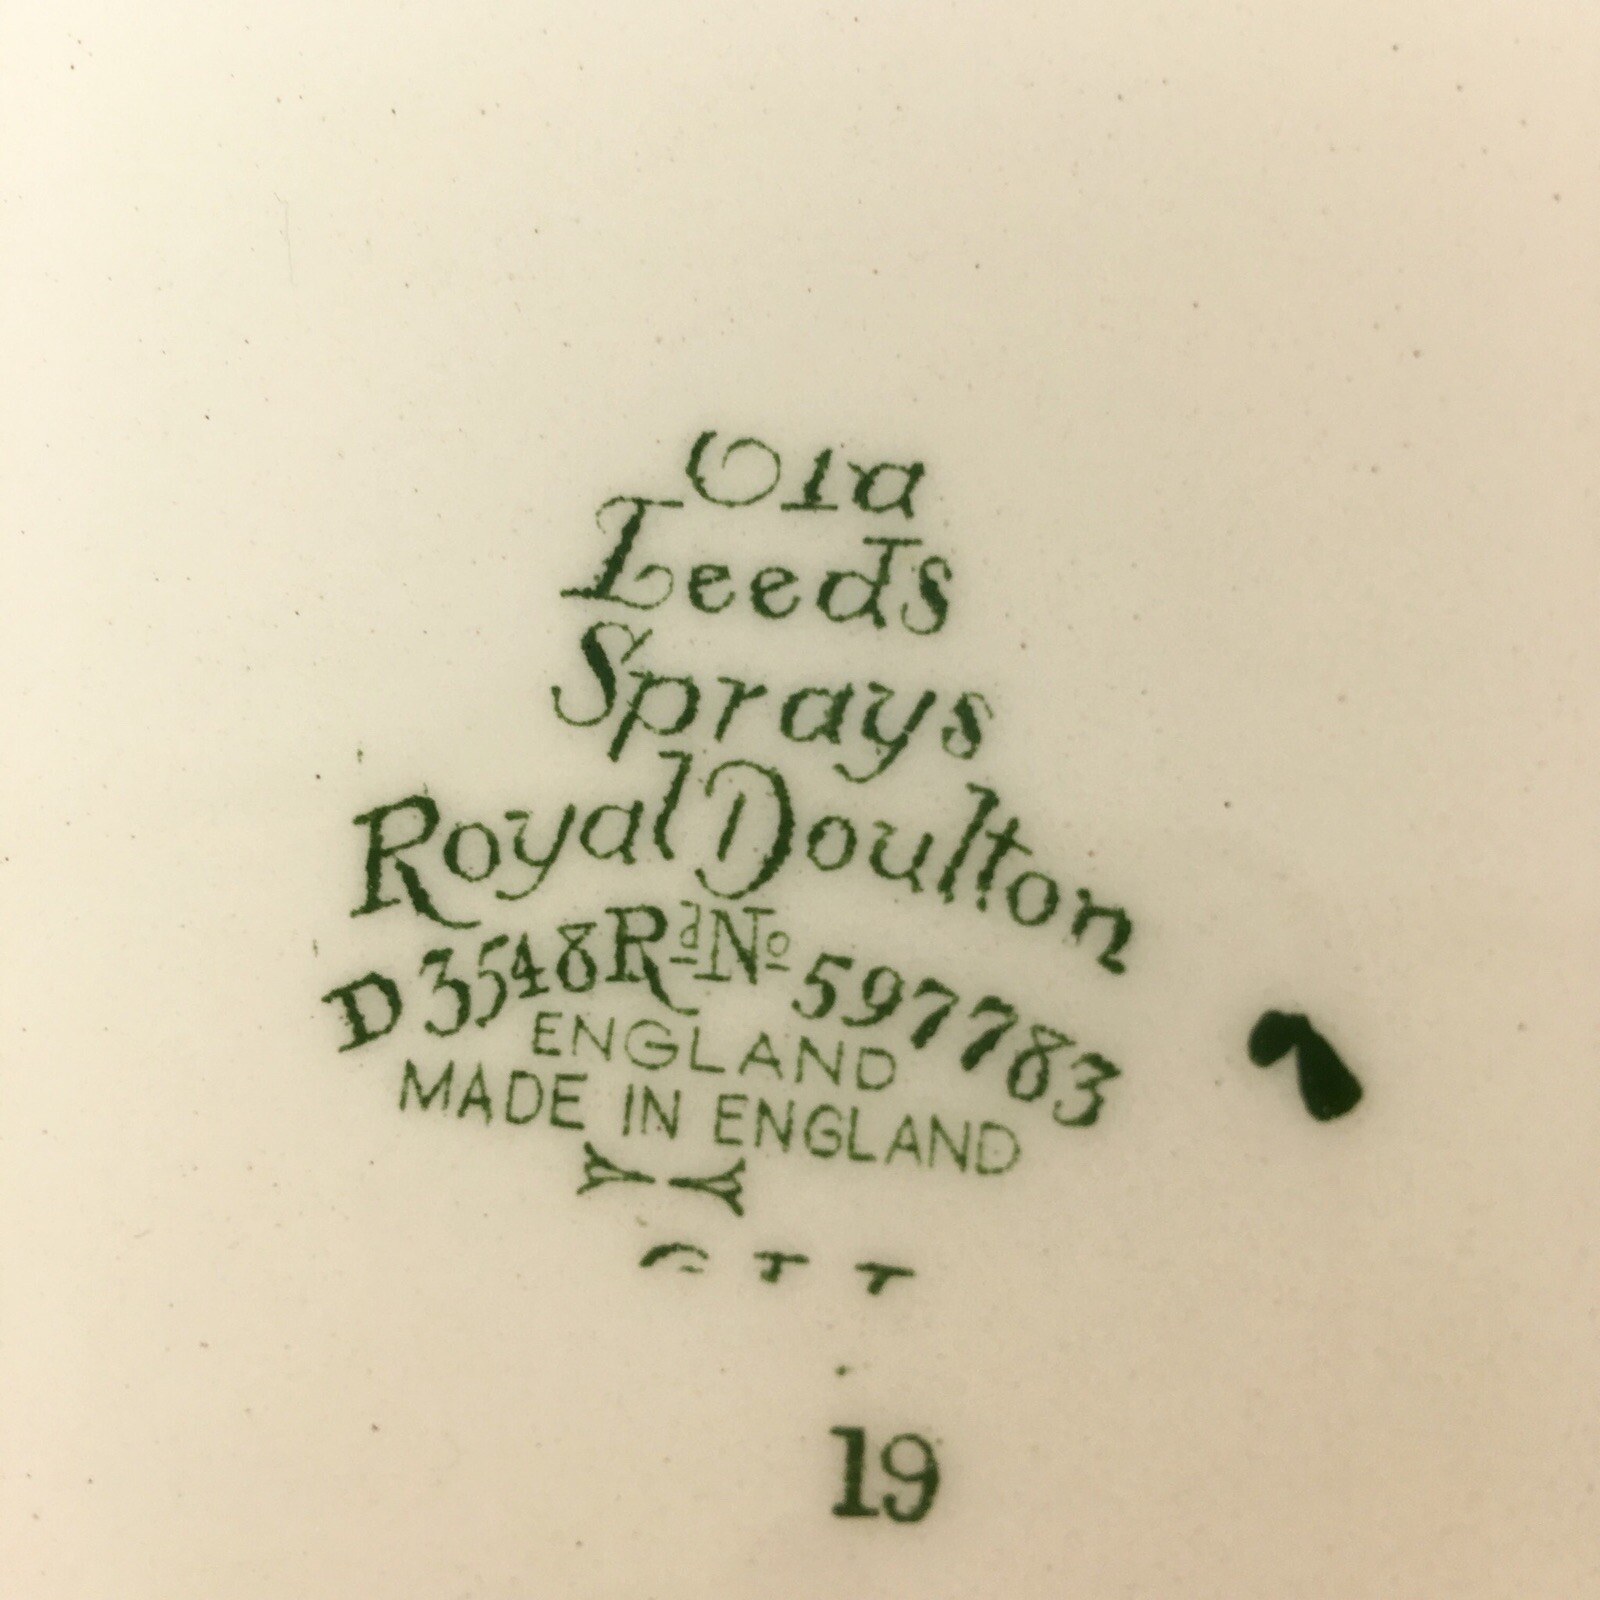 Old
Leeds
Sprays
Royal Doulton
D3548 Rd No 597783
ENGLAND
MADE IN ENGLAND
19